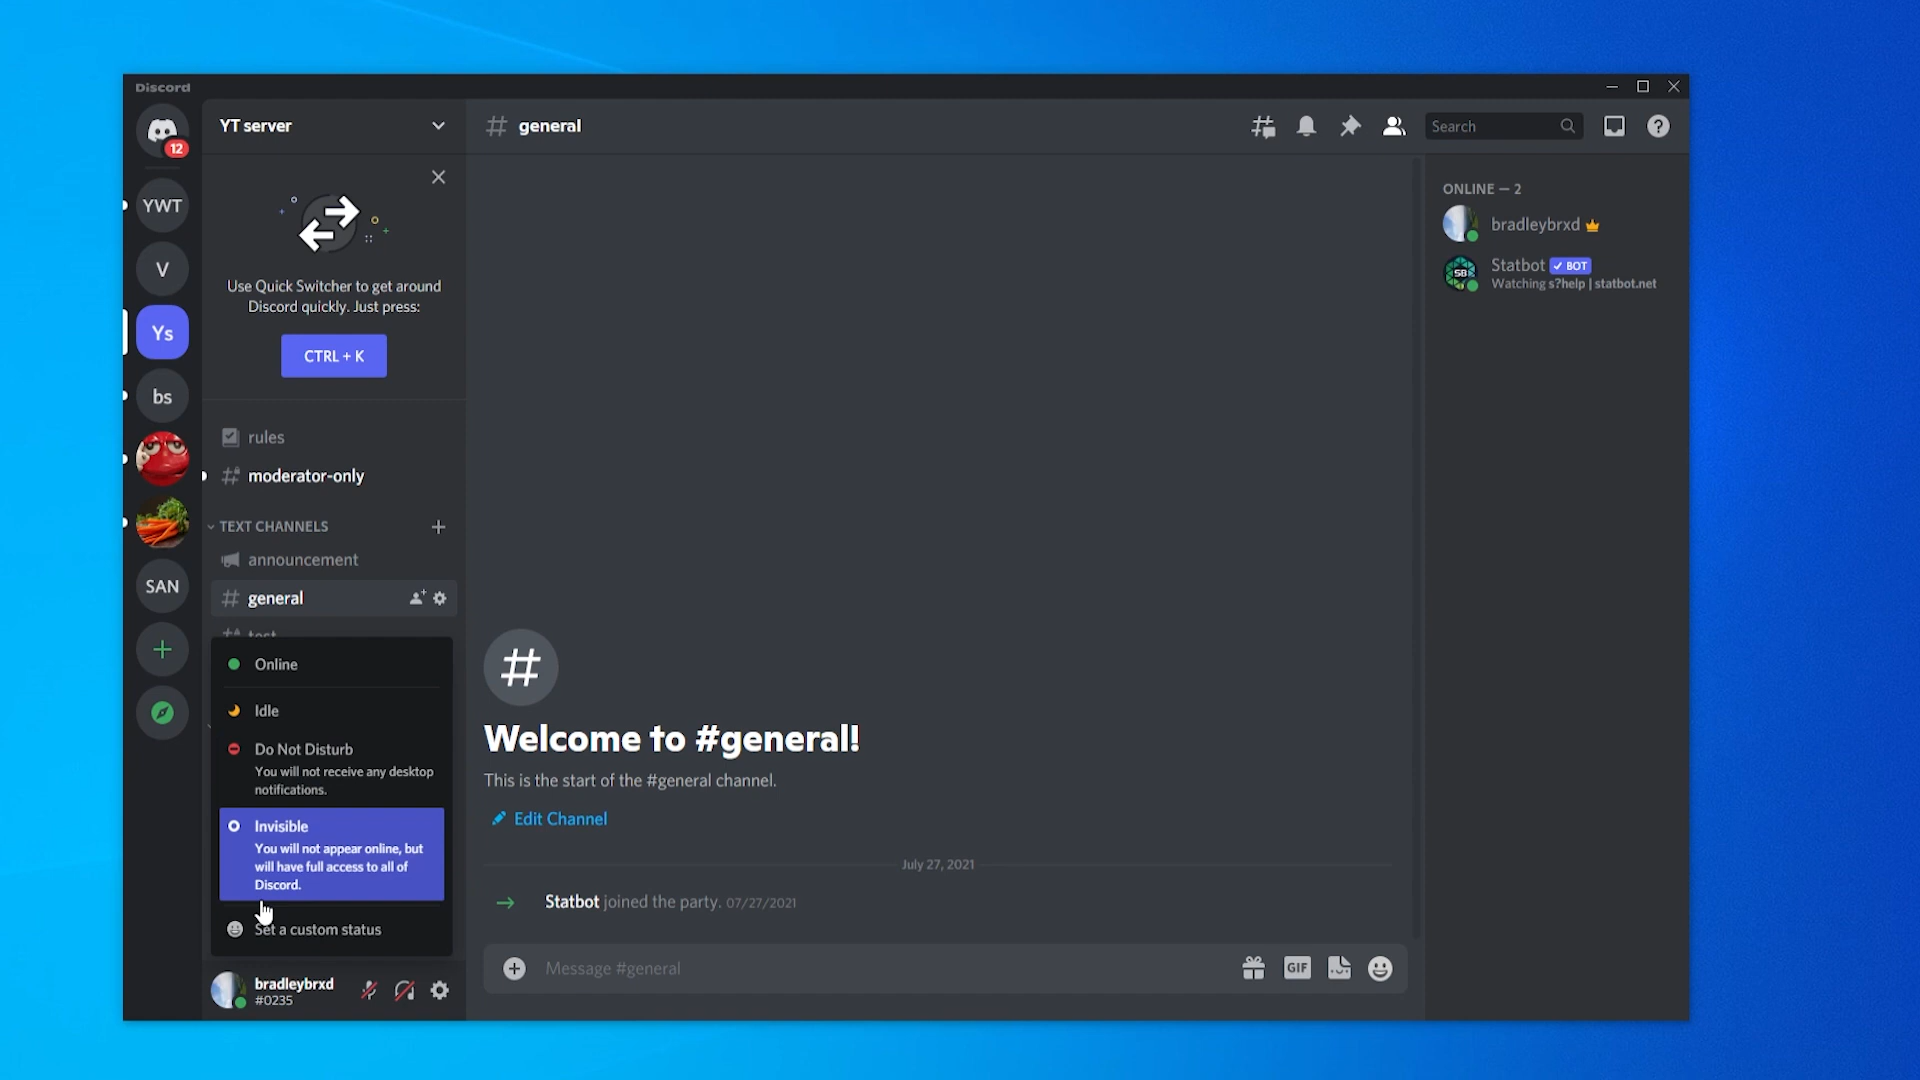 Discord
12
YWT
V
Ys
bs
SAN
YT server
Use Quick Switcher to get around
Discord quickly. Just press:
CTRL + K
rules
moderator-only
TEXT CHANNELS
announcement
general
test
Online
Idle
Do Not Disturb
You will not receive any desktop
notifications.
Invisible
You will not appear online, but
will have full access to all of
Discord.
Set a custom status
bradleybrxd
#0235
general
Search
Welcome to #general!
This is the start of the #general channel.
Edit Channel
July 27, 2021
Statbot joined the party. 07/27/2021
Message #general
GIF
ONLINE — 2
bradleybrxd
SB
Statbot ✓ BOT
Watching s?help | statbot.net